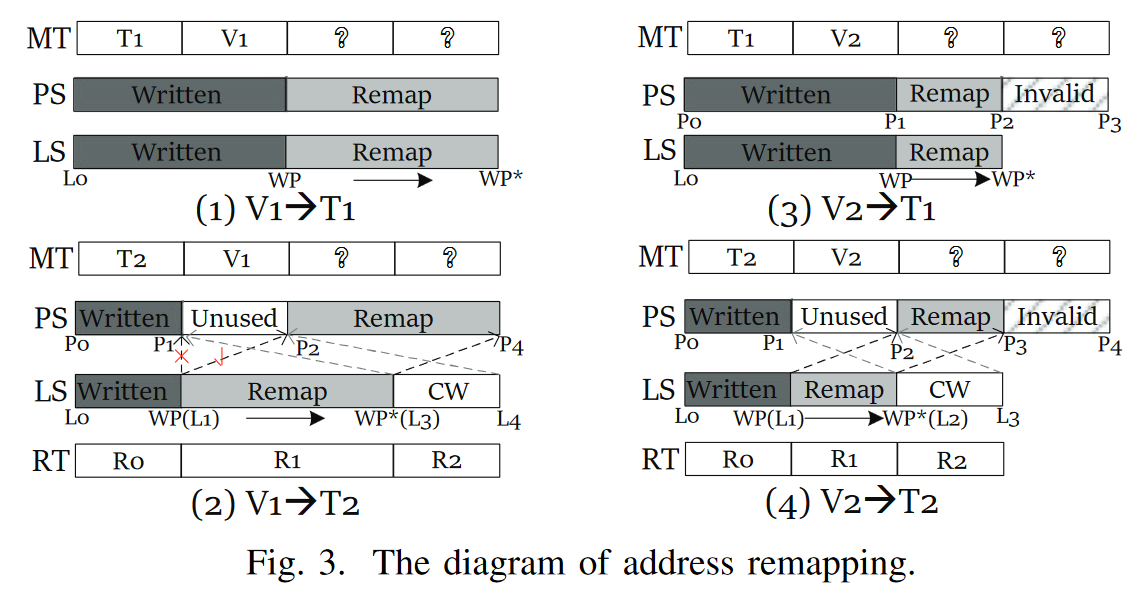 MT T1 V1 ? ?
PS Written Remap
LS Written Remap
L0 WP WP*
(1) V1→T1
MT T2 V1 ? ?
PS Written Unused Remap
P0 P1 P2 P4
LS Written Remap CW
L0 WP(L1) WP*(L3) L4
RT R0 R1 R2
(2) V1→T2
MT T1 V2 ? ?
PS Written Remap Invalid
P0 P1 P2 P3
LS Written Remap
L0 WP WP*
(3) V2→T1
MT T2 V2 ? ?
PS Written Unused Remap Invalid
P0 P1 P2 P3 P4
LS Written Remap CW
L0 WP(L1) WP*(L2) L3
RT R0 R1 R2
(4) V2→T2
Fig. 3. The diagram of address remapping.